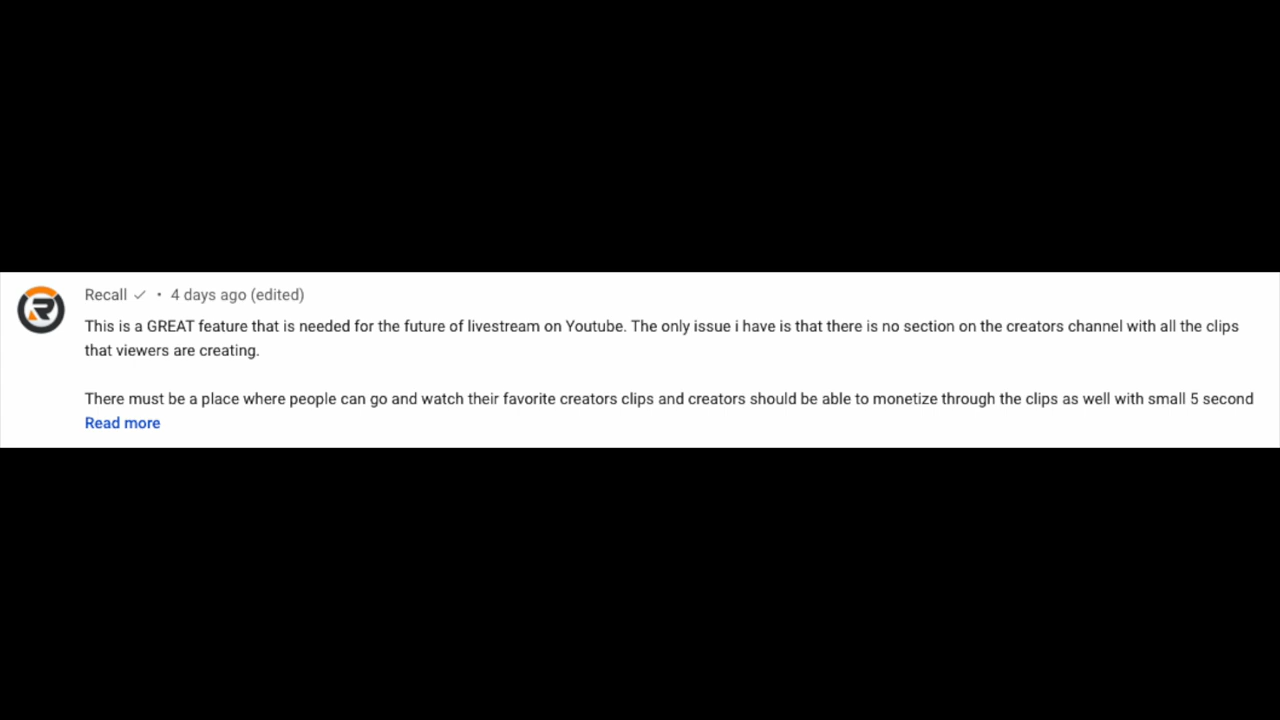 Recall ✓ • 4 days ago (edited)
This is a GREAT feature that is needed for the future of livestream on Youtube. The only issue i have is that there is no section on the creators channel with all the clips
that viewers are creating.
There must be a place where people can go and watch their favorite creators clips and creators should be able to monetize through the clips as well with small 5 second
Read more